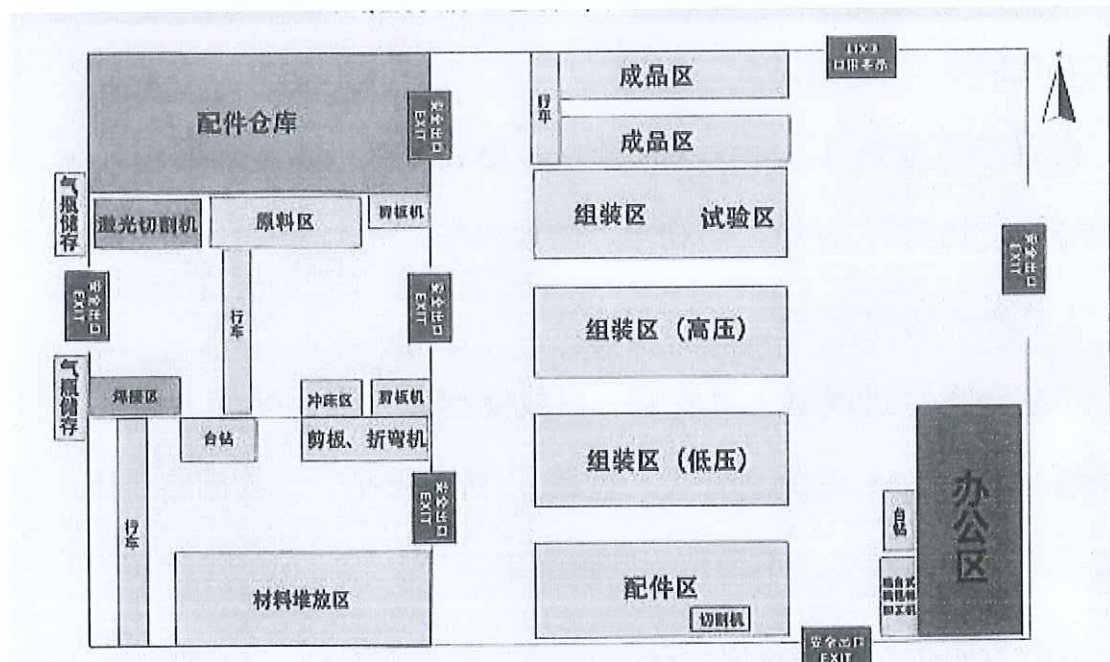 安全出口
EXIT
成品区
行车
配件仓库
安全出口
EXIT
成品区
气瓶储存
激光切割机
原料区
剪板机
组装区
试验区
安全出口
EXIT
安全出口
EXIT
安全出口
EXIT
行车
组装区（高压）
气瓶储存
焊接区
冲床区
剪板机
台钻
剪板、折弯机
组装区（低压）
安全出口
EXIT
办公区
台钻
行车
材料堆放区
配件区
切割机
安全出口
EXIT